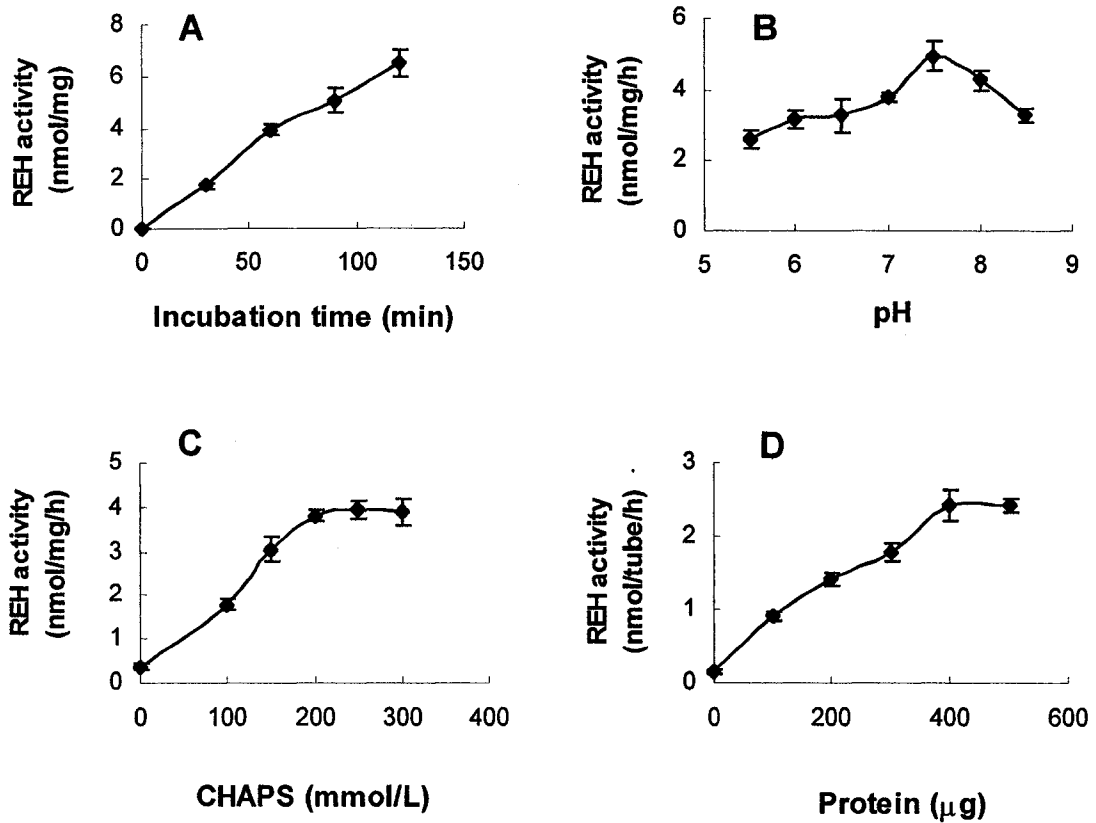 A
REH activity
(nmol/mg)
8
6
4
2
0
0 50 100 150
Incubation time (min)
B
REH activity
(nmol/mg/h)
6
4
2
0
5 6 7 8 9
pH
C
REH activity
(nmol/mg/h)
5
4
3
2
1
0
0 100 200 300 400
CHAPS (mmol/L)
D
REH activity
(nmol/tube/h)
3
2
1
0
0 200 400 600
Protein (μg)